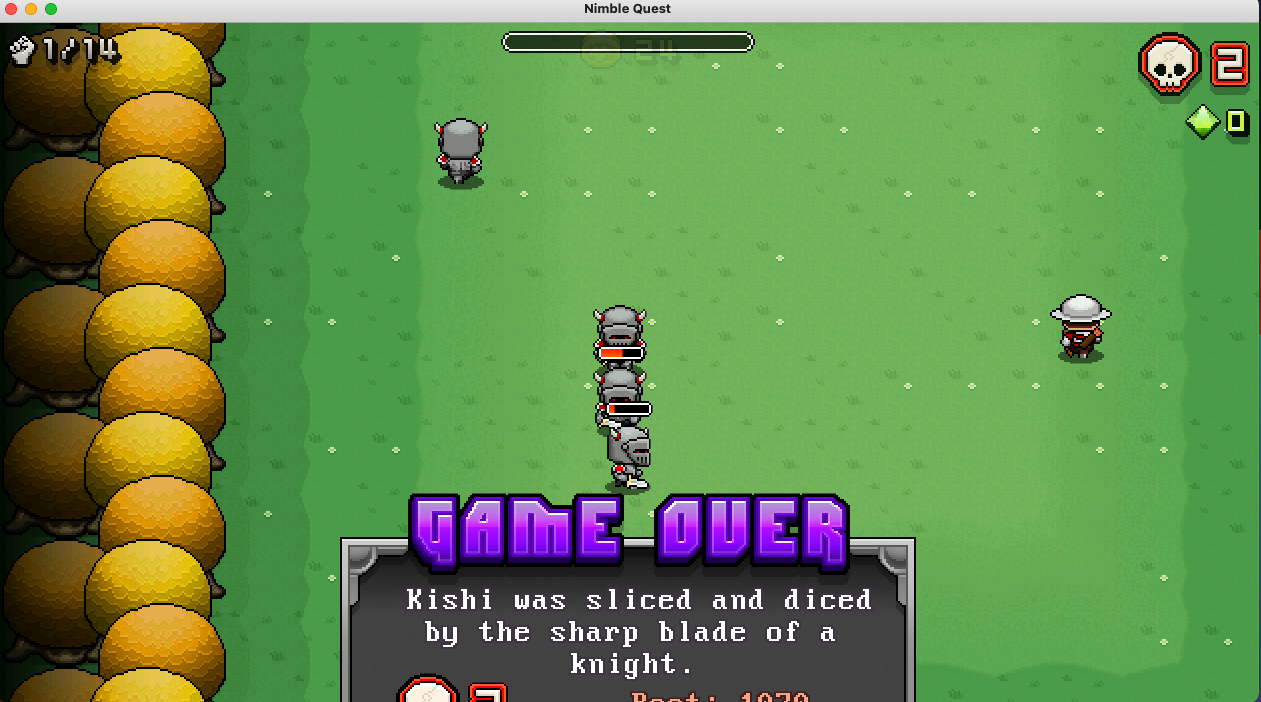 Nimble Quest
1/14
24
2
0
GAME OVER
Kishi was sliced and diced
by the sharp blade of a
knight.